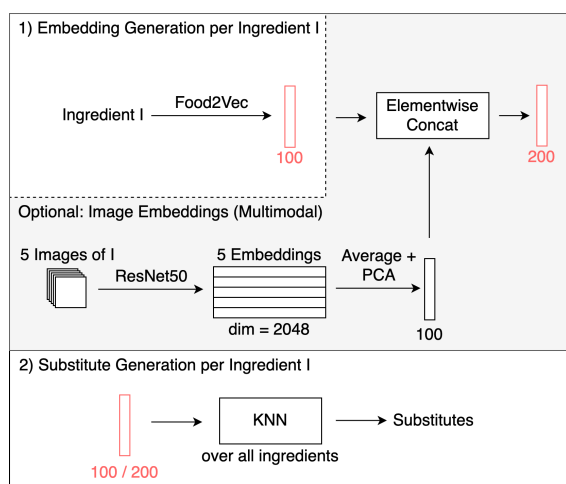 1) Embedding Generation per Ingredient I
Ingredient I
Food2Vec
100
Elementwise
Concat
200
Optional: Image Embeddings (Multimodal)
5 Images of I
ResNet50
5 Embeddings
dim = 2048
Average +
PCA
100
2) Substitute Generation per Ingredient I
100 / 200
KNN
over all ingredients
Substitutes